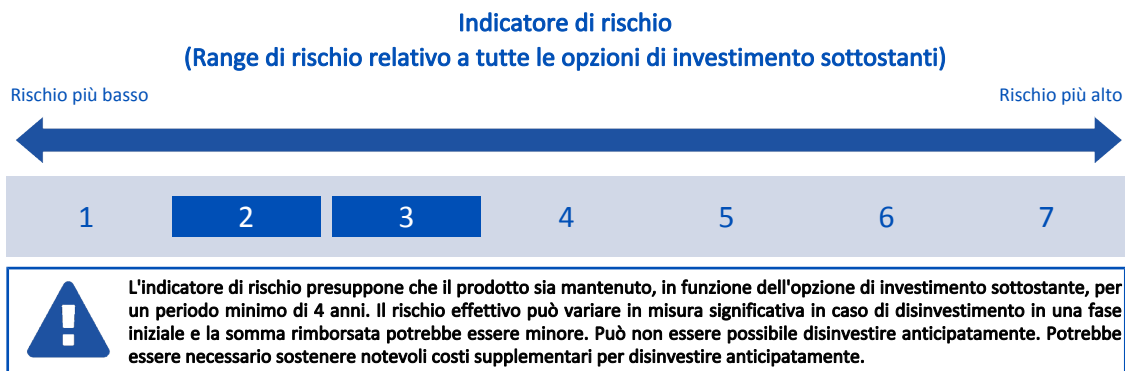 Indicatore di rischio
(Range di rischio relativo a tutte le opzioni di investimento sottostanti)
Rischio più basso Rischio più alto
1 2 3 4 5 6 7
L'indicatore di rischio presuppone che il prodotto sia mantenuto, in funzione dell'opzione di investimento sottostante, per
un periodo minimo di 4 anni. Il rischio effettivo può variare in misura significativa in caso di disinvestimento in una fase
iniziale e la somma rimborsata potrebbe essere minore. Può non essere possibile disinvestire anticipatamente. Potrebbe
essere necessario sostenere notevoli costi supplementari per disinvestire anticipatamente.